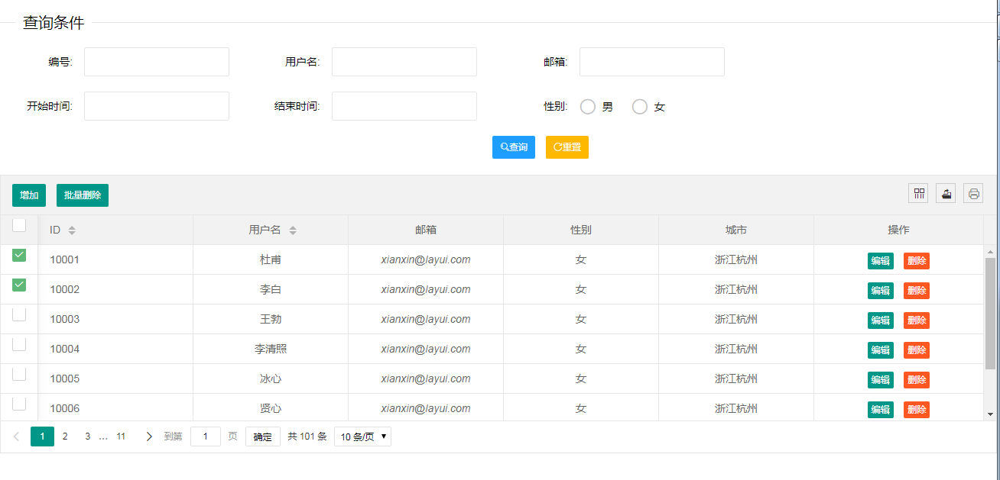 查询条件
编号: 用户名: 邮箱:
开始时间: 结束时间: 性别: 男 女
查询 重置
增加 批量删除
ID 用户名 邮箱 性别 城市 操作
10001 杜甫 xianxin@layui.com 女 浙江杭州 编辑 删除
10002 李白 xianxin@layui.com 女 浙江杭州 编辑 删除
10003 王勃 xianxin@layui.com 女 浙江杭州 编辑 删除
10004 李清照 xianxin@layui.com 女 浙江杭州 编辑 删除
10005 冰心 xianxin@layui.com 女 浙江杭州 编辑 删除
10006 贤心 xianxin@layui.com 女 浙江杭州 编辑 删除
1 2 3 … 11 到第 1 页 确定 共 101 条 10 条/页